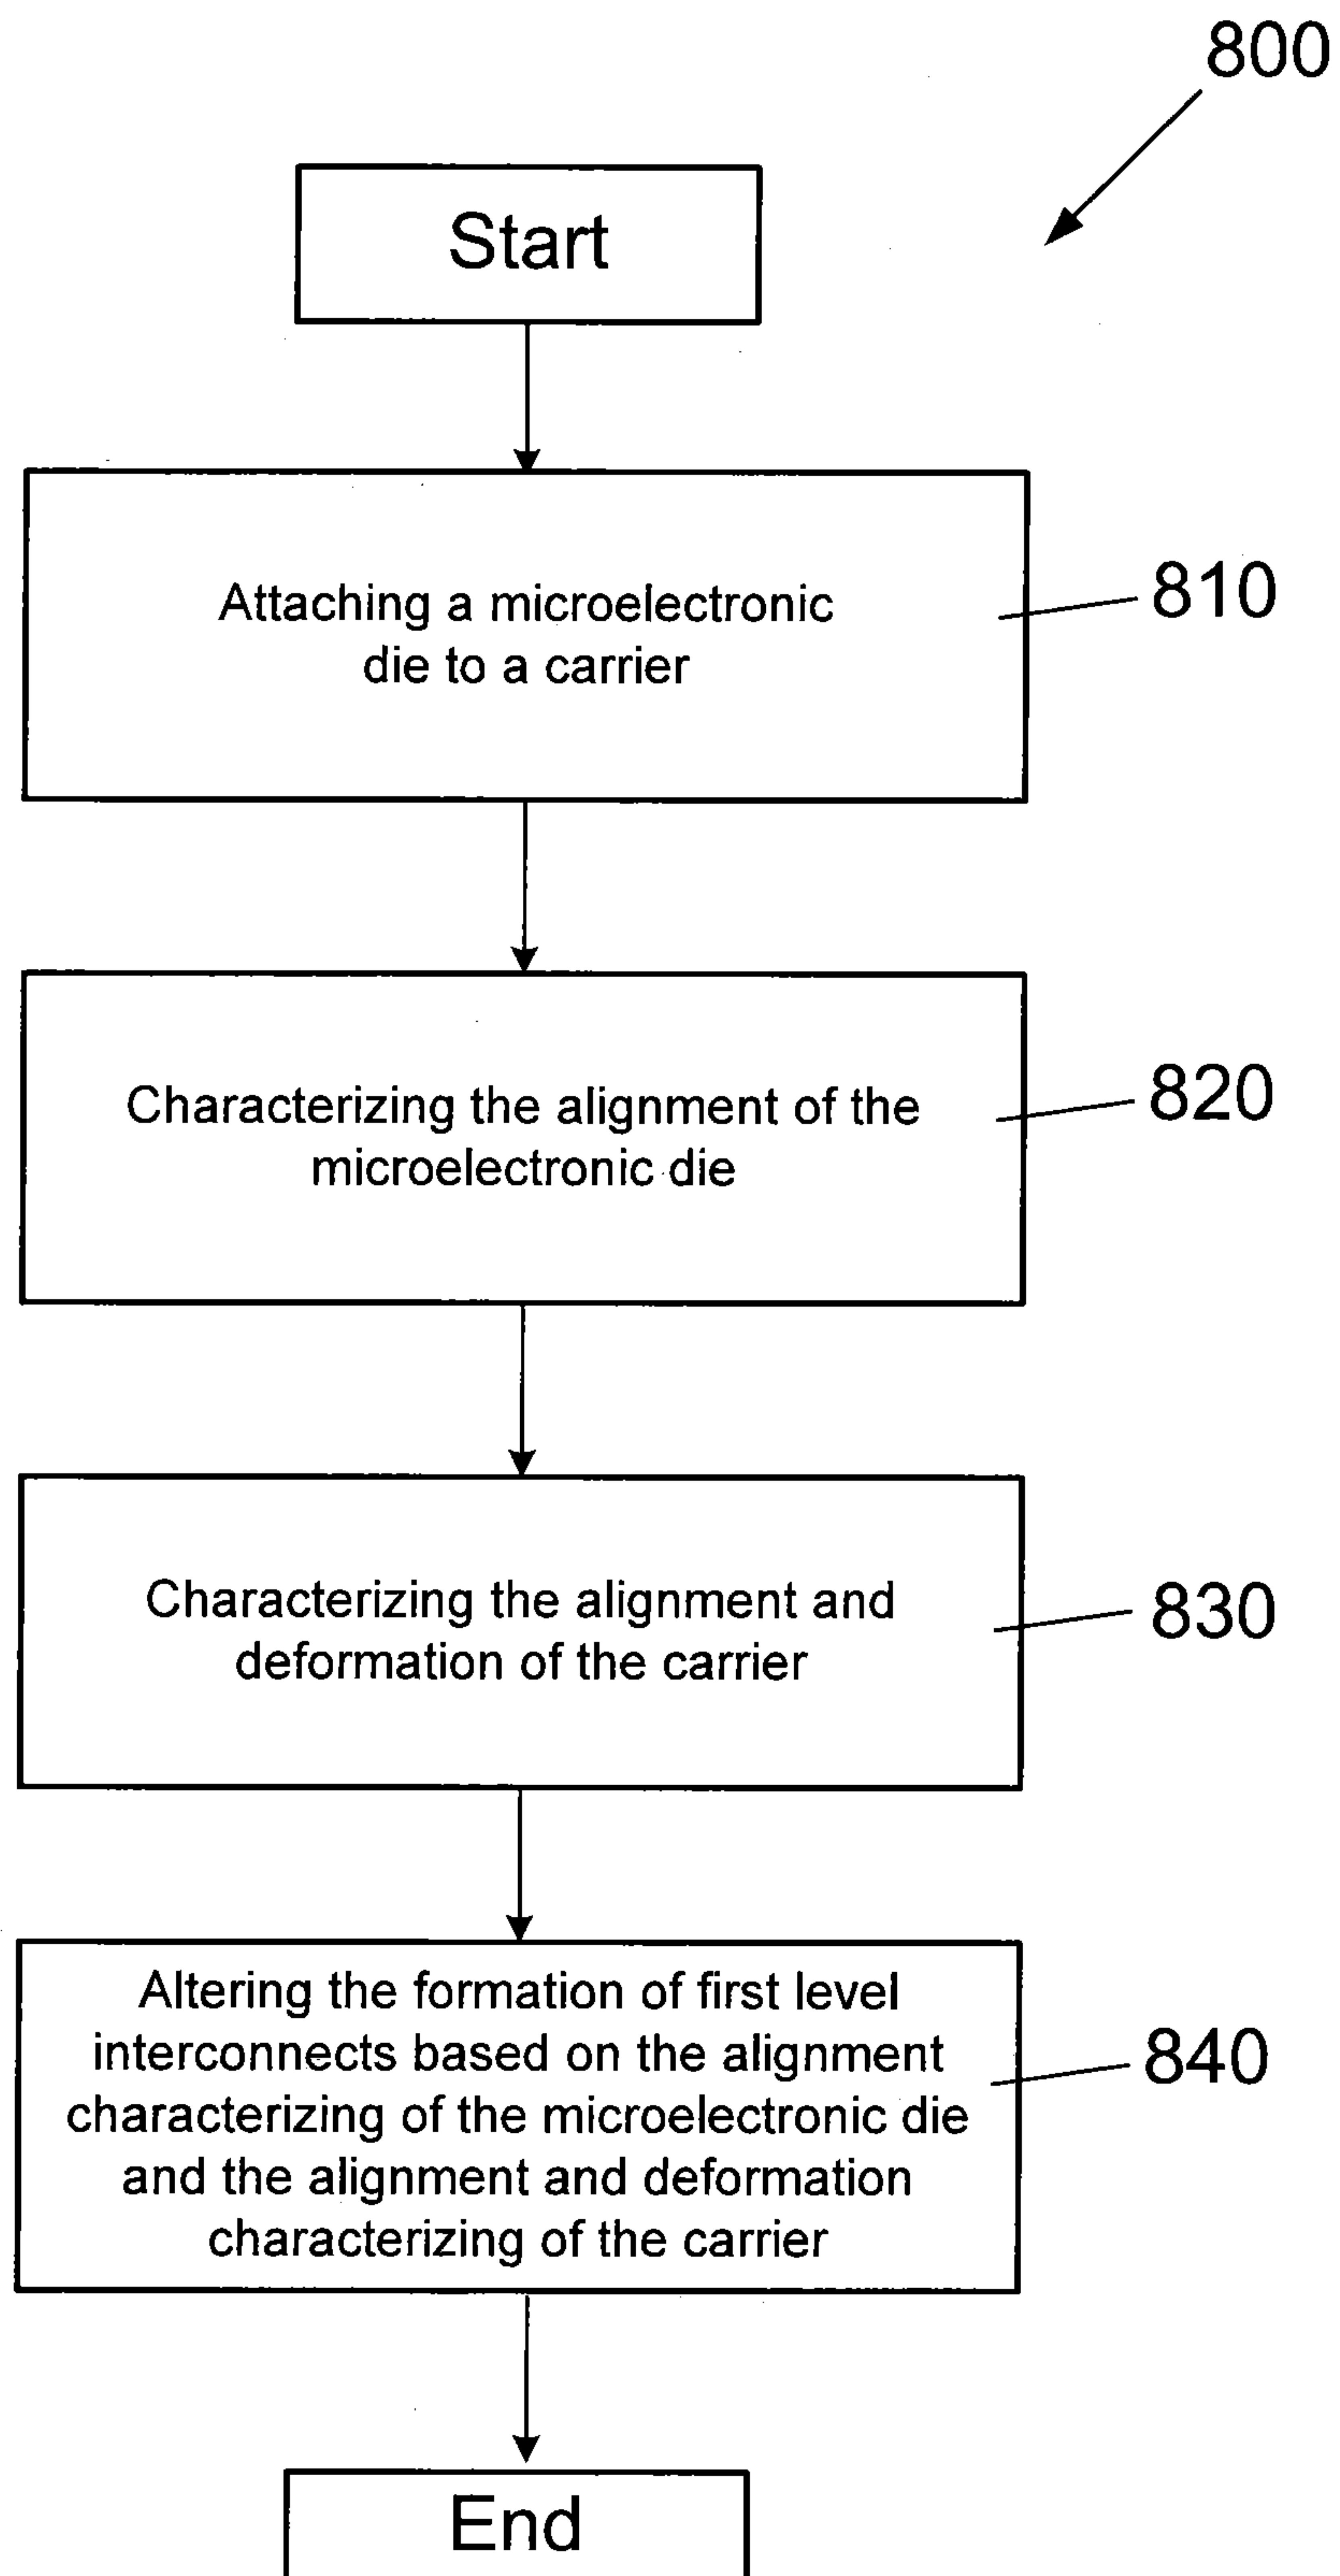 800
Start
Attaching a microelectronic
die to a carrier
810
Characterizing the alignment of the
microelectronic die
820
Characterizing the alignment and
deformation of the carrier
830
Altering the formation of first level
interconnects based on the alignment
characterizing of the microelectronic die
and the alignment and deformation
characterizing of the carrier
840
End